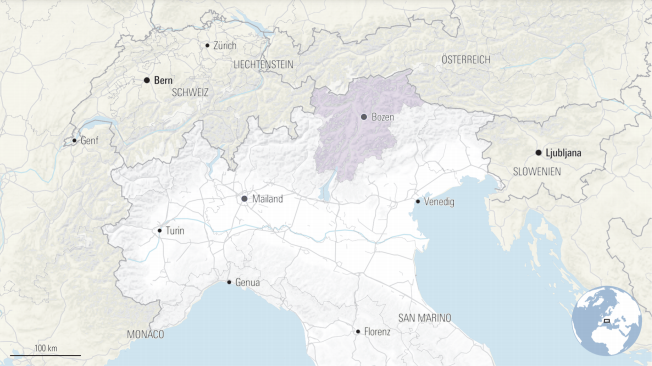 Zürich
LIECHTENSTEIN
ÖSTERREICH
Bern
SCHWEIZ
Bozen
Genf
Ljubljana
SLOWENIEN
Mailand
Venedig
Turin
Genua
SAN MARINO
MONACO
Florenz
100 km